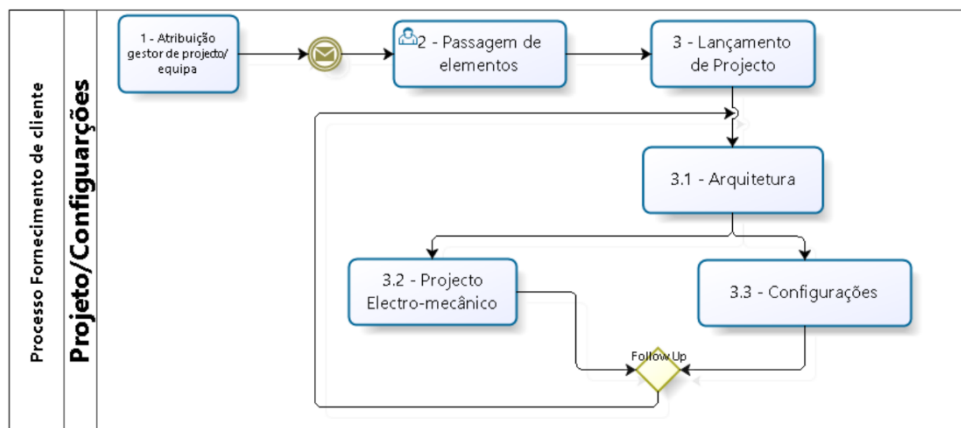 Processo Fornecimento de cliente
Projeto/Configuarções
1 - Atribuição
gestor de projecto/
equipa
2 - Passagem de
elementos
3 - Lançamento
de Projecto
3.1 - Arquitetura
3.2 - Projecto
Electro-mecânico
3.3 - Configurações
Follow Up